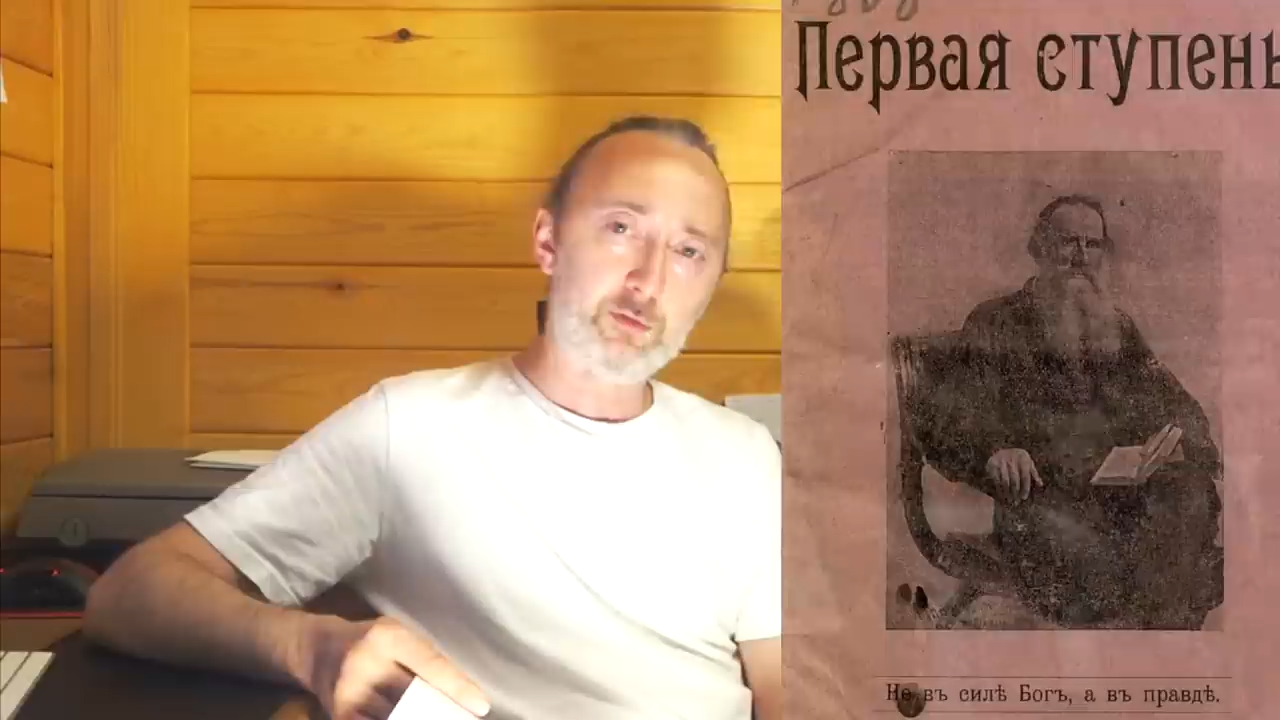 Первая ступень
Не въ силѣ Богъ, а въ правдѣ.